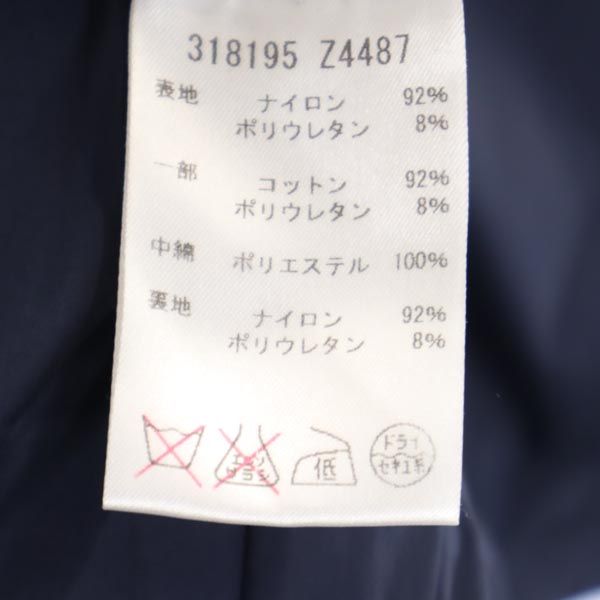 318195 Z4487
表地 ナイロン 92%
ポリウレタン 8%
一部 コットン 92%
ポリウレタン 8%
中綿 ポリエステル 100%
裏地 ナイロン 92%
ポリウレタン 8%
エンソ
サラシ
低
ドライ
セキユ系